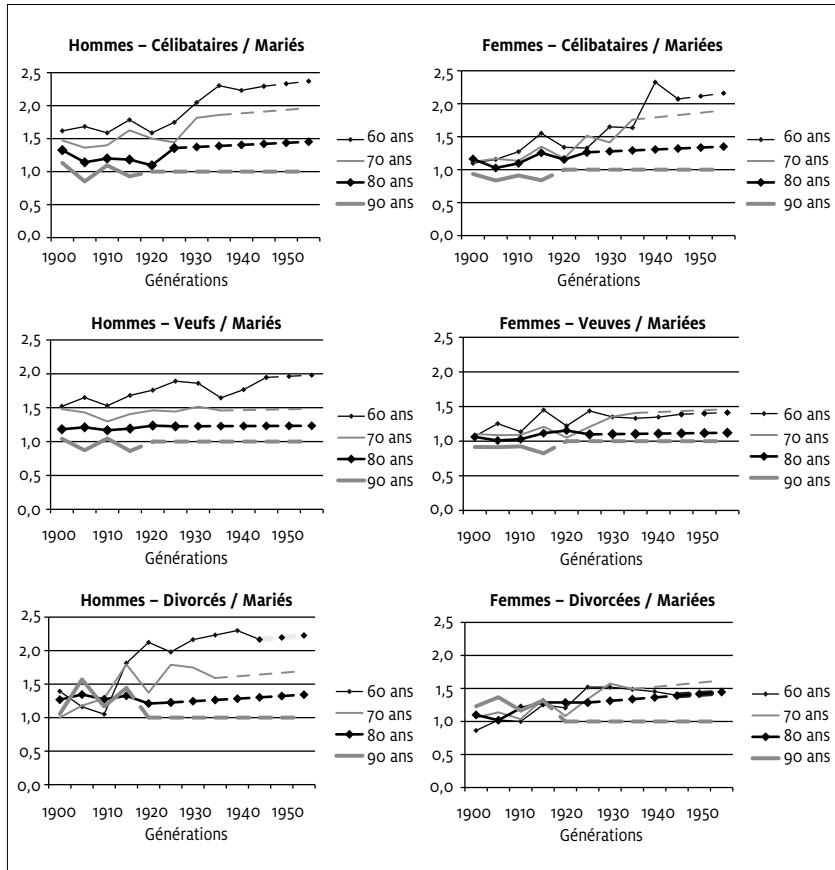 Hommes – Célibataires / Mariés
2,5
2,0
1,5
1,0
0,5
0,0
1900 1910 1920 1930 1940 1950
Générations
60 ans
70 ans
80 ans
90 ans
Femmes – Célibataires / Mariées
2,5
2,0
1,5
1,0
0,5
0,0
1900 1910 1920 1930 1940 1950
Générations
60 ans
70 ans
80 ans
90 ans
Hommes – Veufs / Mariés
2,5
2,0
1,5
1,0
0,5
0,0
1900 1910 1920 1930 1940 1950
Générations
60 ans
70 ans
80 ans
90 ans
Femmes – Veuves / Mariées
2,5
2,0
1,5
1,0
0,5
0,0
1900 1910 1920 1930 1940 1950
Générations
60 ans
70 ans
80 ans
90 ans
Hommes – Divorcés / Mariés
2,5
2,0
1,5
1,0
0,5
0,0
1900 1910 1920 1930 1940 1950
Générations
60 ans
70 ans
80 ans
90 ans
Femmes – Divorcées / Mariées
2,5
2,0
1,5
1,0
0,5
0,0
1900 1910 1920 1930 1940 1950
Générations
60 ans
70 ans
80 ans
90 ans